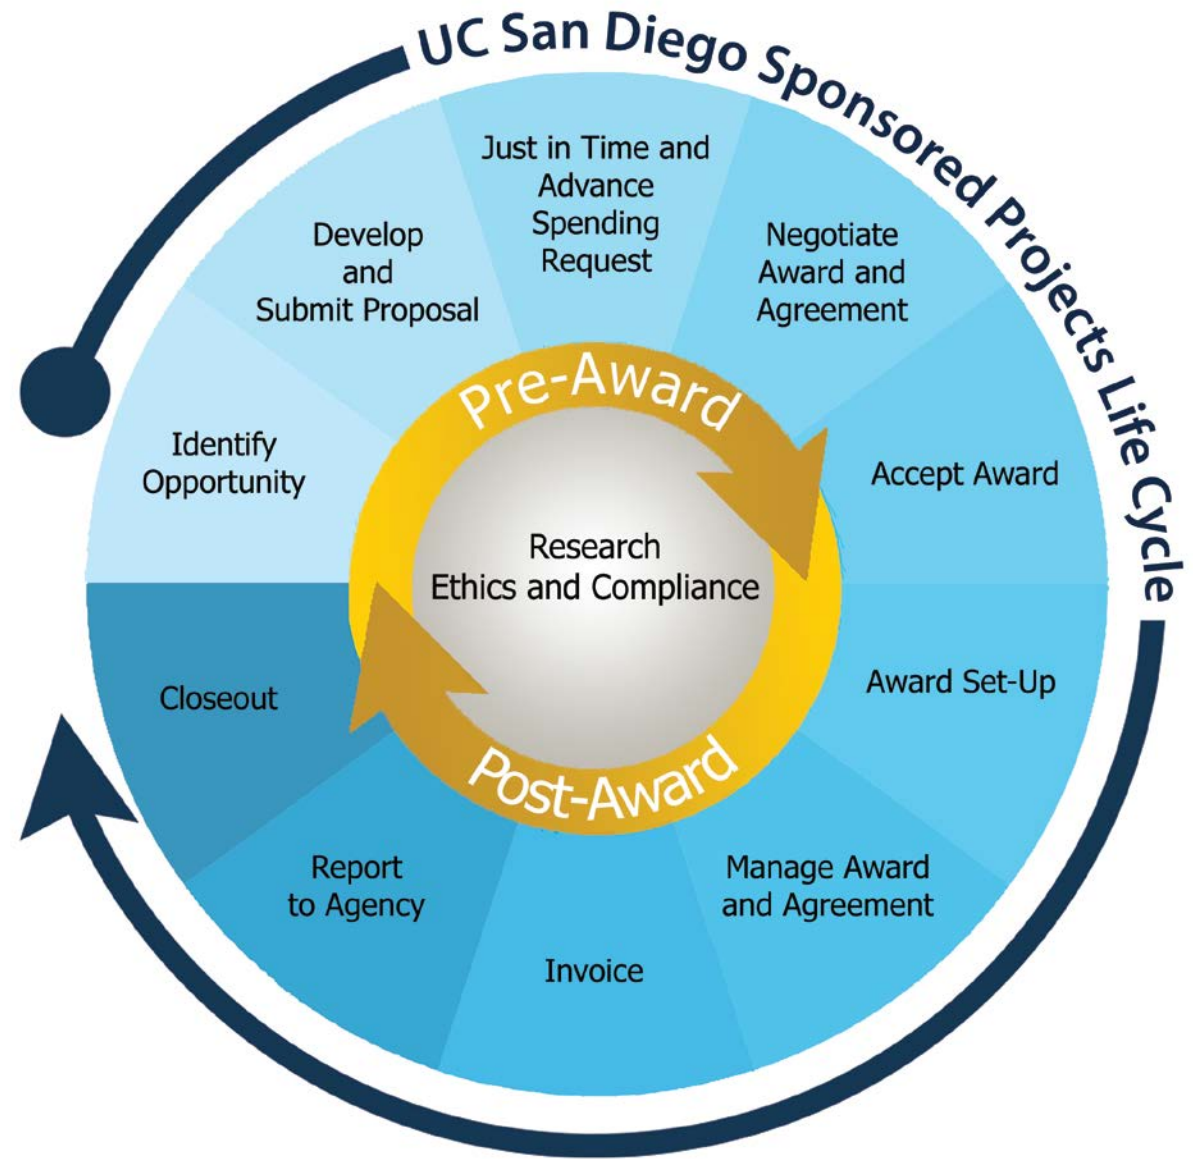 UC San Diego Sponsored Projects Life Cycle
Just in Time and
Advance
Spending
Request
Develop
and
Submit Proposal
Negotiate
Award and
Agreement
Identify
Opportunity
Accept Award
Pre-Award
Research
Ethics and Compliance
Post-Award
Award Set-Up
Closeout
Manage Award
and Agreement
Report
to Agency
Invoice